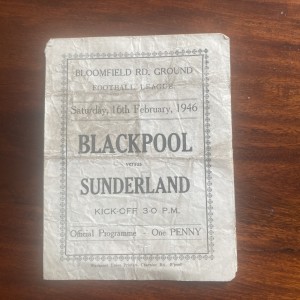 BLOOMFIELD RD. GROUND
FOOTBALL LEAGUE
Saturday, 16th February, 1946
BLACKPOOL
versus
SUNDERLAND
KICK-OFF 3 0 P.M.
Official Programme One PENNY